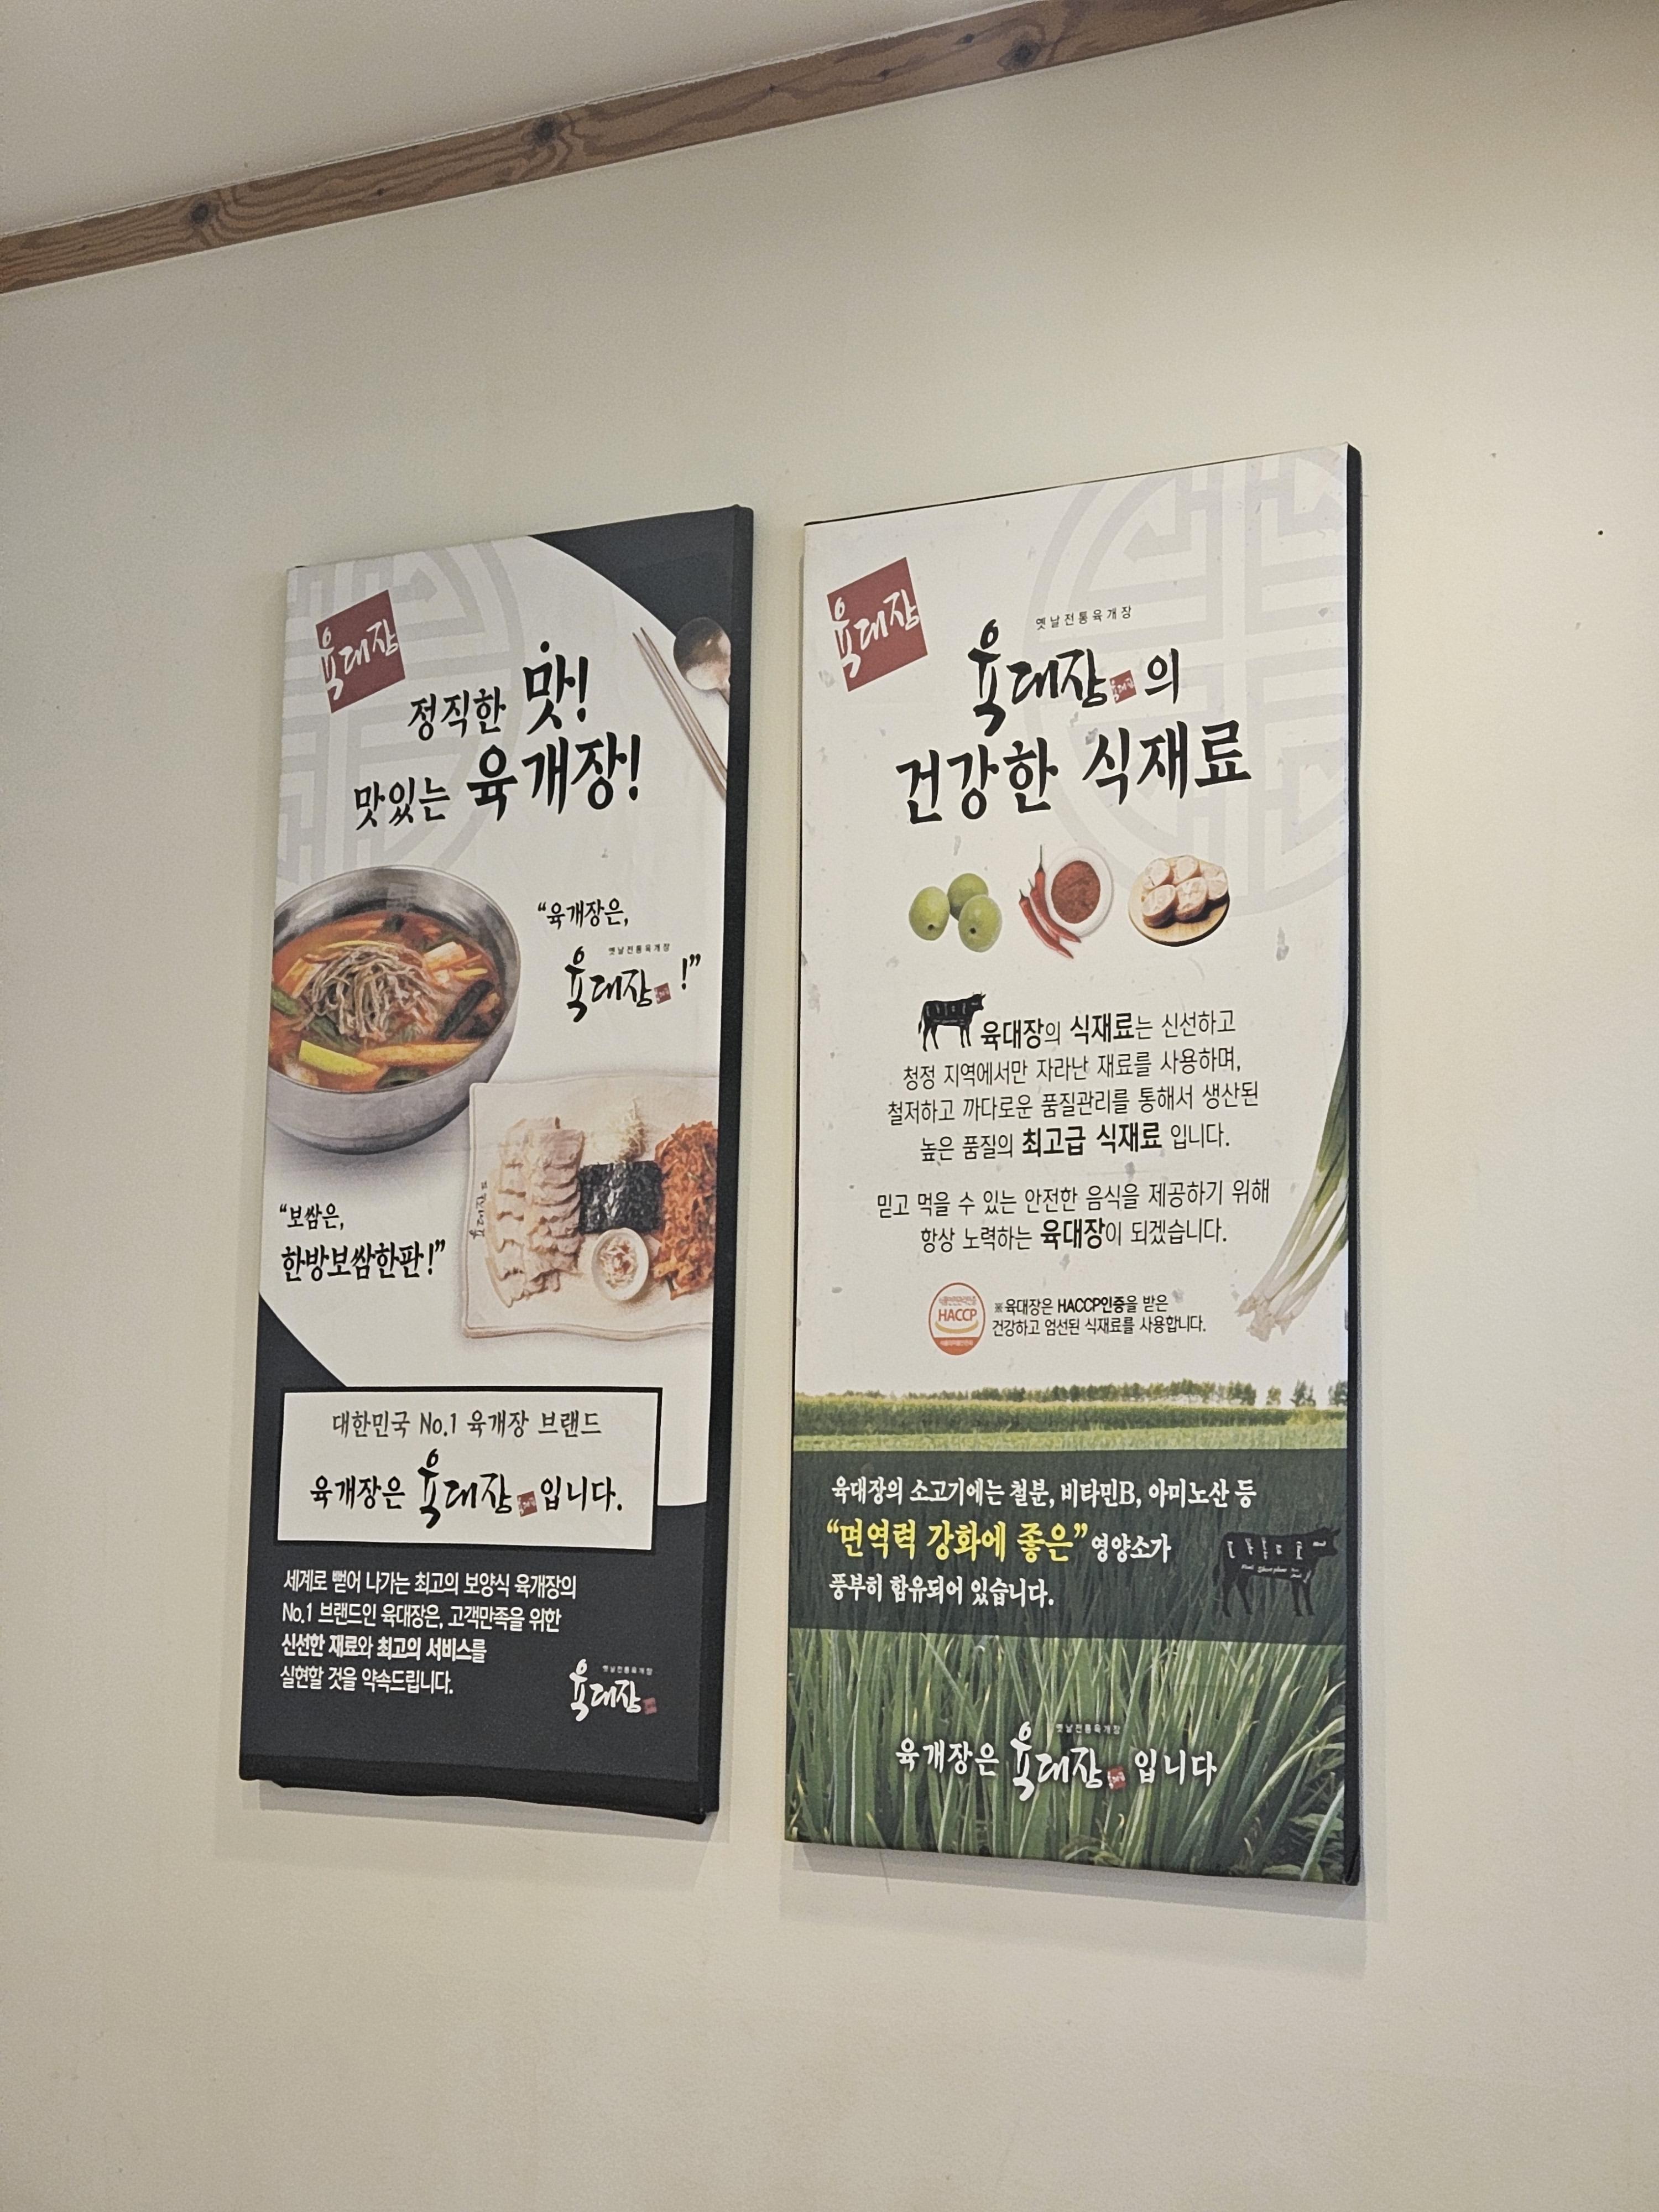 육대장
정직한 맛!
맛있는 육개장!
"육개장은,
옛날전통육개장
육대장!"
"보쌈은,
한방보쌈한판!"
대한민국 No.1 육개장 브랜드
육개장은 육대장 입니다.
세계로 뻗어 나가는 최고의 보양식 육개장의
No.1 브랜드인 육대장은, 고객만족을 위한
신선한 재료와 최고의 서비스를
실현할 것을 약속드립니다.
옛날전통육개장
육대장
육대장
옛날전통육개장
육대장의
건강한 식재료
육대장의 식재료는 신선하고
청정 지역에서만 자라난 재료를 사용하며,
철저하고 까다로운 품질관리를 통해서 생산된
높은 품질의 최고급 식재료 입니다.
믿고 먹을 수 있는 안전한 음식을 제공하기 위해
항상 노력하는 육대장이 되겠습니다.
HACCP
※육대장은 HACCP인증을 받은
건강하고 엄선된 식재료를 사용합니다.
육대장의 소고기에는 철분, 비타민B, 아미노산 등
"면역력 강화에 좋은" 영양소가
풍부히 함유되어 있습니다.
옛날전통육개장
육개장은 육대장 입니다